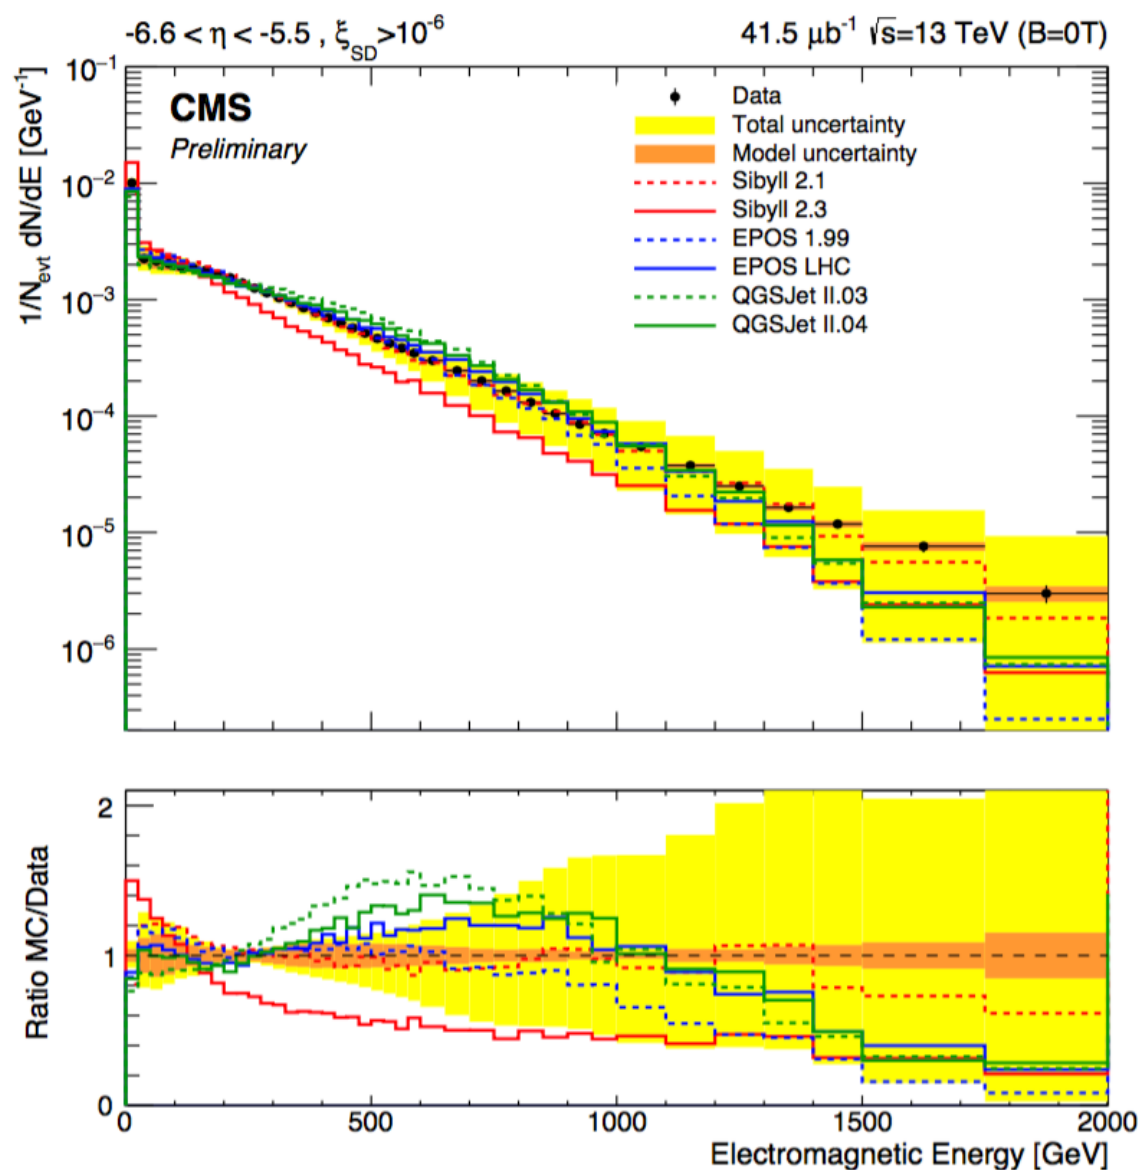 -6.6 < η < -5.5 , ξ_SD>10⁻⁶
41.5 μb⁻¹ √s=13 TeV (B=0T)
CMS
Preliminary
Data
Total uncertainty
Model uncertainty
Sibyll 2.1
Sibyll 2.3
EPOS 1.99
EPOS LHC
QGSJet II.03
QGSJet II.04
1/N_evt dN/dE [GeV⁻¹]
10⁻¹
10⁻²
10⁻³
10⁻⁴
10⁻⁵
10⁻⁶
Ratio MC/Data
2
1
0
0 500 1000 1500 2000
Electromagnetic Energy [GeV]